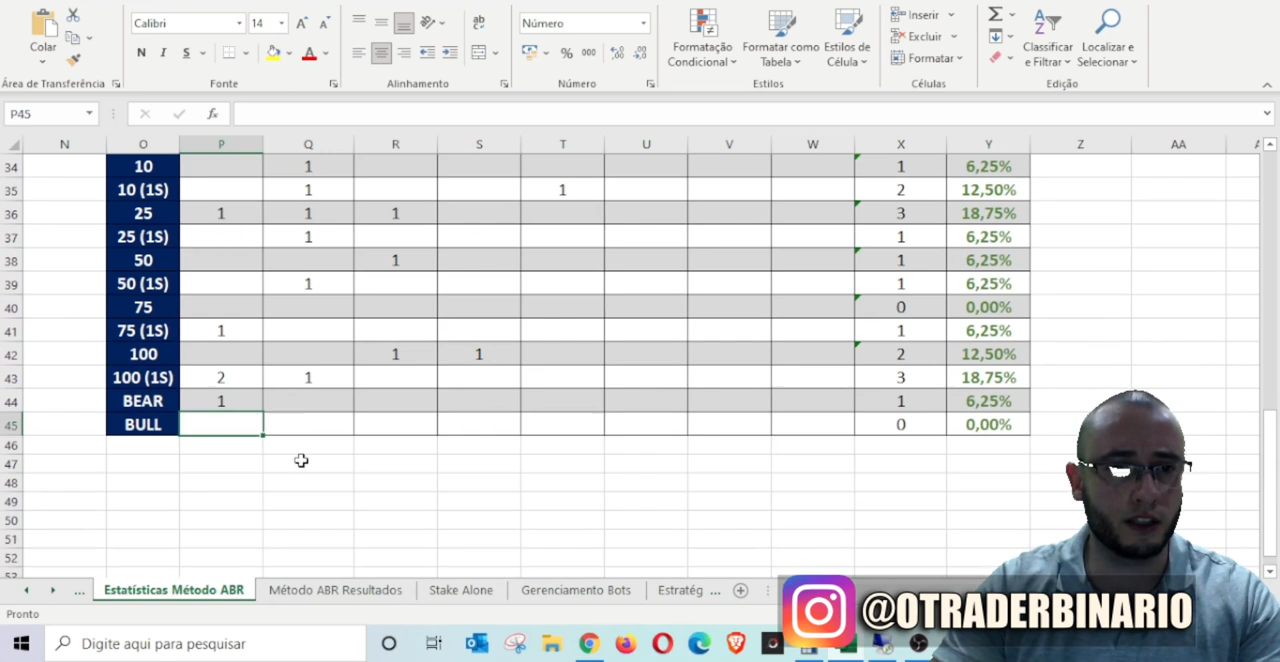 Calibri 14 Número
Colar N I S 000
Formatação Condicional
Formatar como Tabela
Estilos de Célula
Inserir
Excluir
Formatar
Classificar e Filtrar
Localizar e Selecionar
Área de Transferência Fonte Alinhamento Número Estilos Células Edição
P45 fx
N O P Q R S T U V W X Y Z AA
34 10 1 1 6,25%
35 10 (1S) 1 1 2 12,50%
36 25 1 1 1 3 18,75%
37 25 (1S) 1 1 6,25%
38 50 1 1 6,25%
39 50 (1S) 1 1 6,25%
40 75 0 0,00%
41 75 (1S) 1 1 6,25%
42 100 1 1 2 12,50%
43 100 (1S) 2 1 3 18,75%
44 BEAR 1 1 6,25%
45 BULL 0 0,00%
46
47
48
49
50
51
52
... Estatísticas Método ABR Método ABR Resultados Stake Alone Gerenciamento Bots Estratég ...
Pronto
@OTRADERBINARIO
Digite aqui para pesquisar